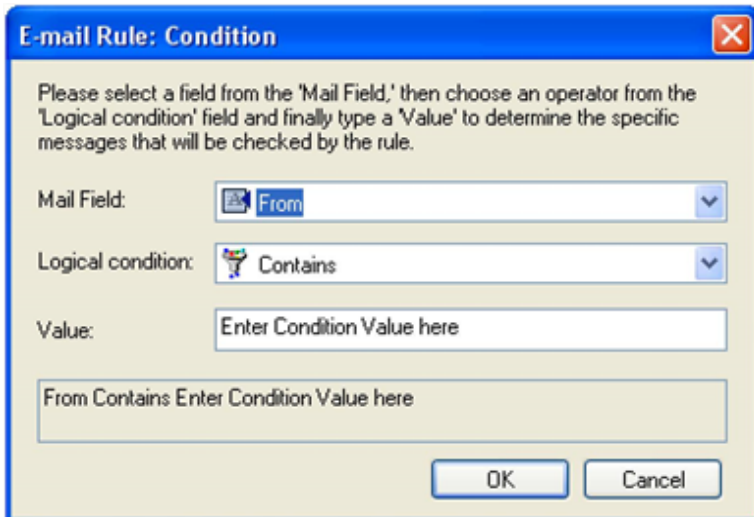 E-mail Rule: Condition
Please select a field from the 'Mail Field,' then choose an operator from the
'Logical condition' field and finally type a 'Value' to determine the specific
messages that will be checked by the rule.
Mail Field: From
Logical condition: Contains
Value: Enter Condition Value here
From Contains Enter Condition Value here
OK Cancel